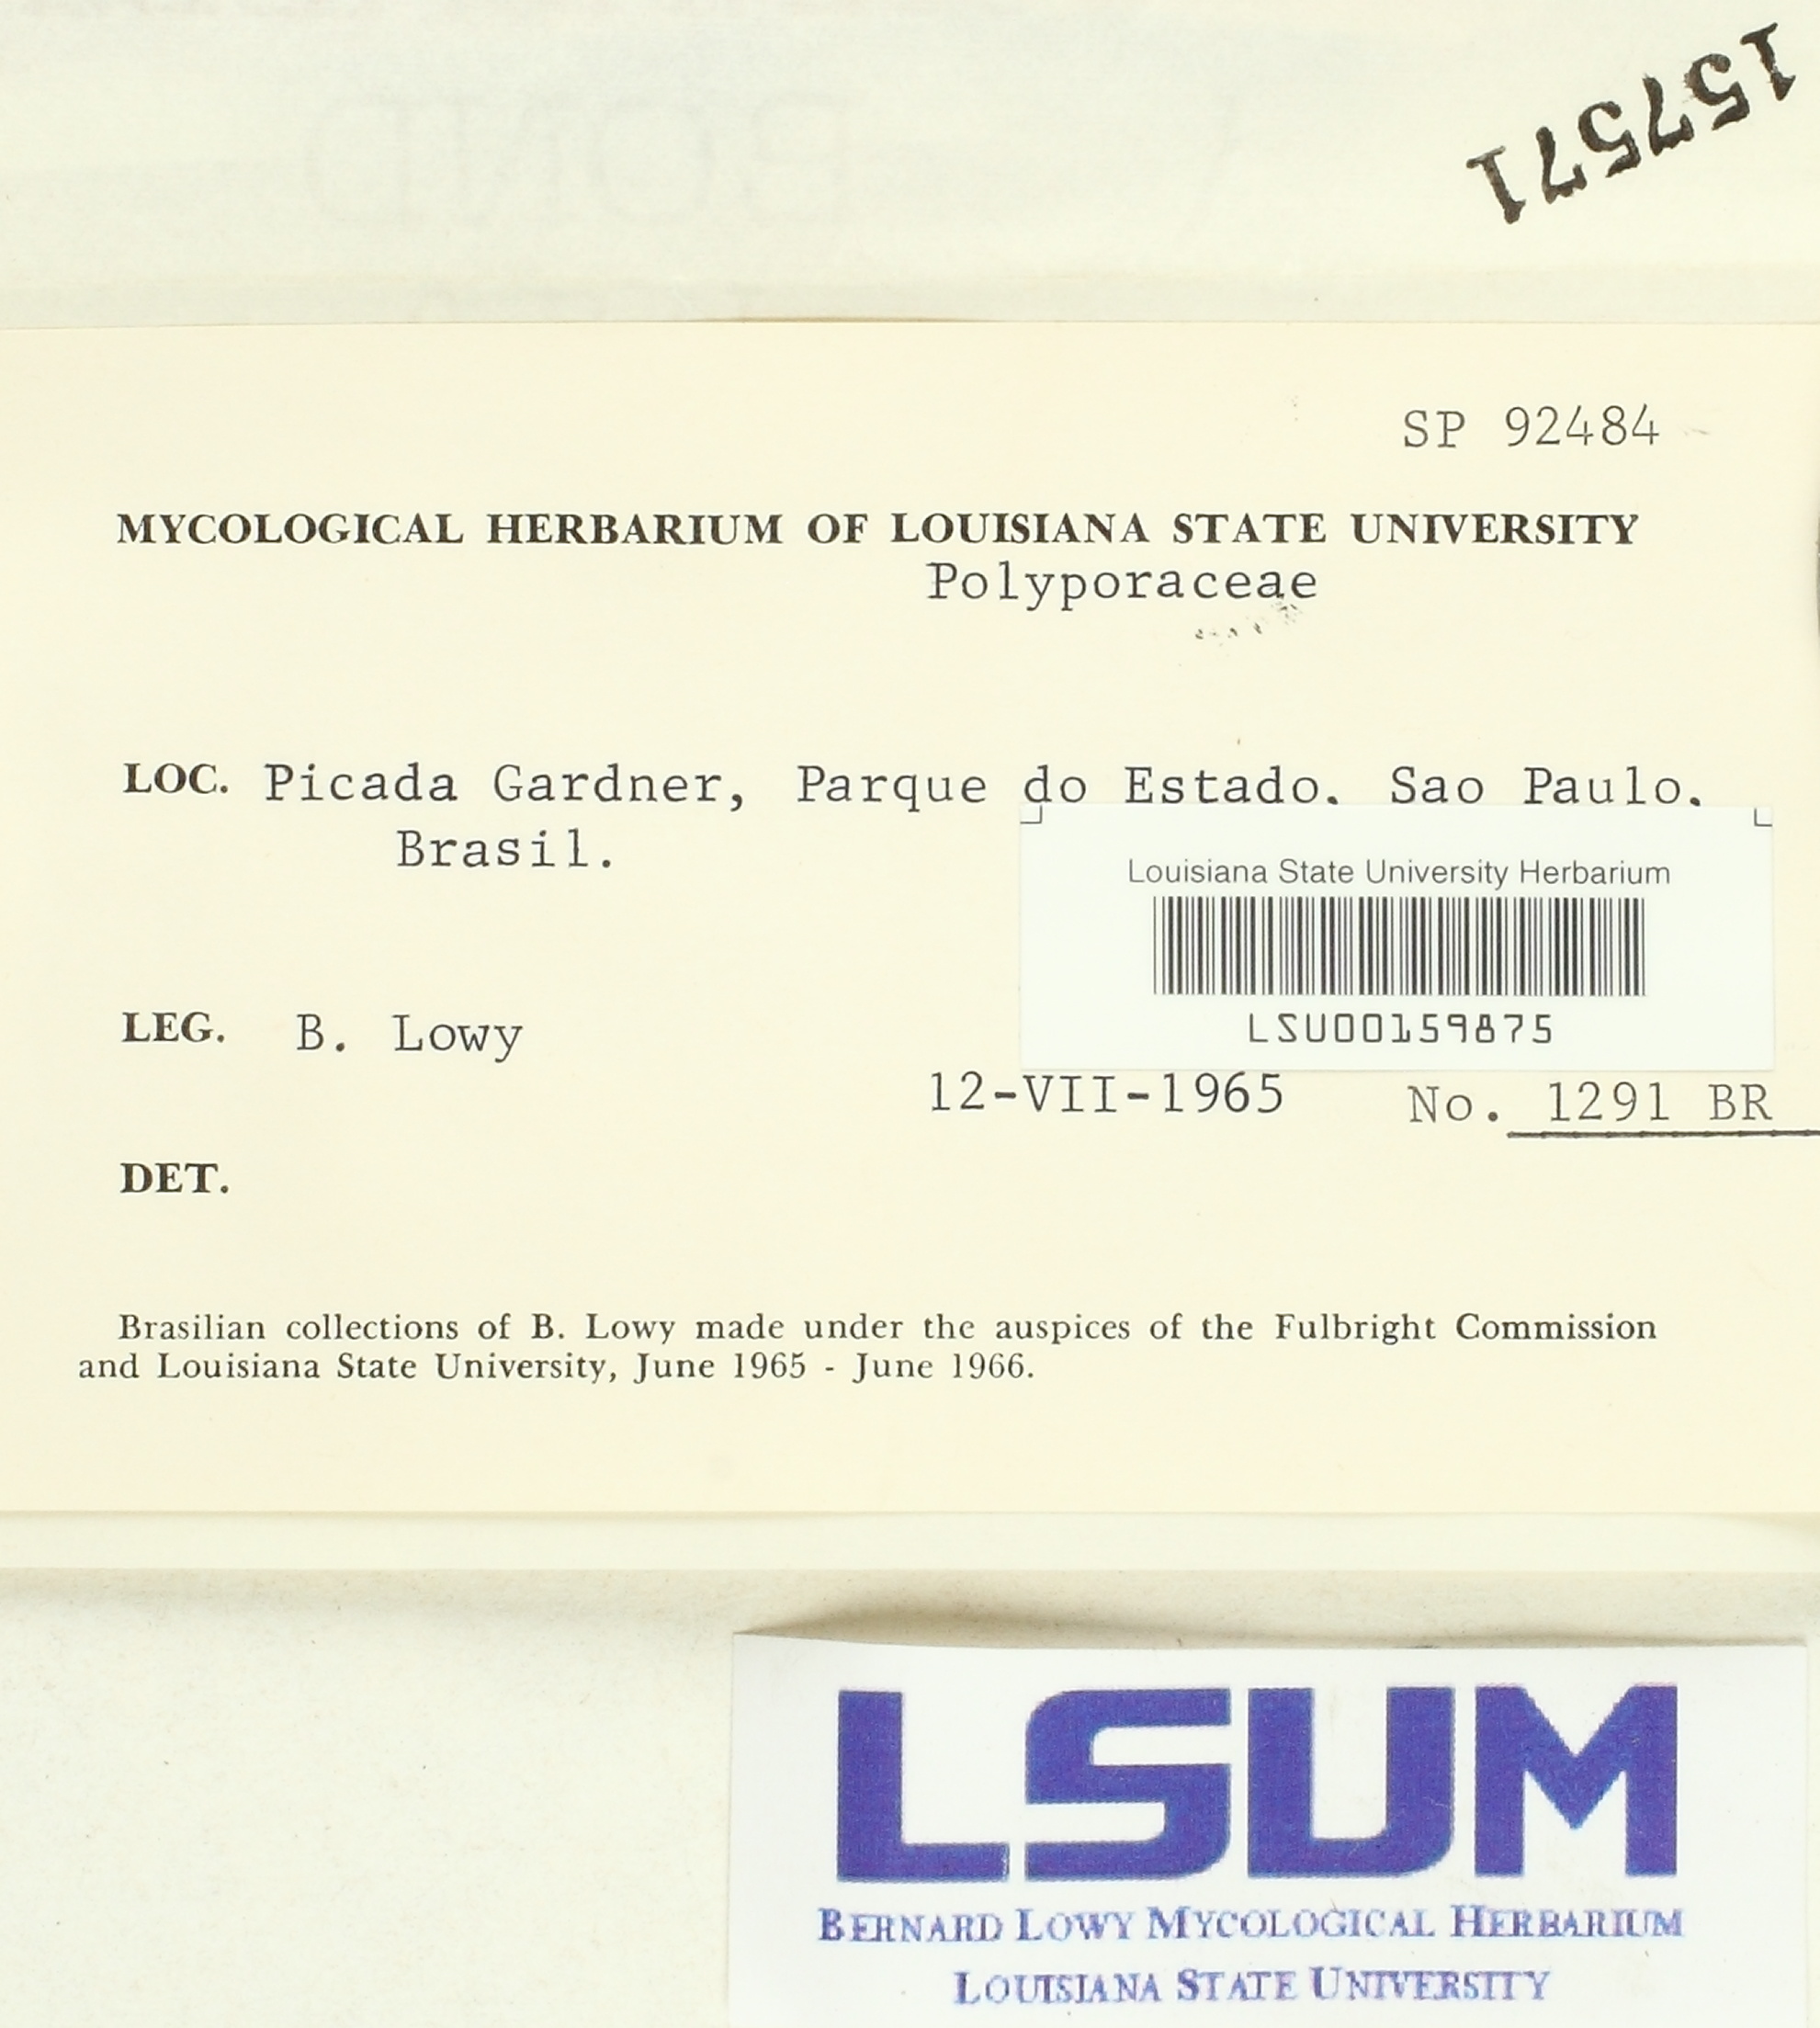 157571
SP 92484
MYCOLOGICAL HERBARIUM OF LOUISIANA STATE UNIVERSITY
Polyporaceae
LOC. Picada Gardner, Parque do Estado. Sao Paulo.
Brasil.
Louisiana State University Herbarium
LSU00159875
LEG. B. Lowy
12-VII-1965 No. 1291 BR
DET.
Brasilian collections of B. Lowy made under the auspices of the Fulbright Commission
and Louisiana State University, June 1965 - June 1966.
LSUM
BERNARD LOWY MYCOLOGICAL HERBARIUM
LOUISIANA STATE UNIVERSITY